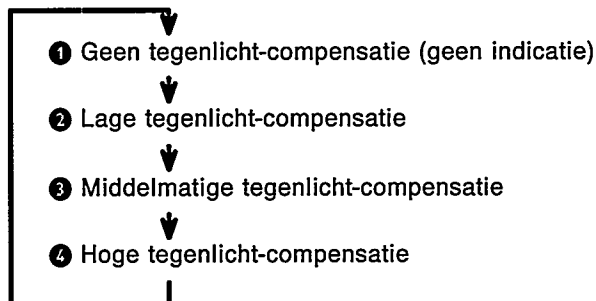 ❶ Geen tegenlicht-compensatie (geen indicatie)
❷ Lage tegenlicht-compensatie
❸ Middelmatige tegenlicht-compensatie
❹ Hoge tegenlicht-compensatie